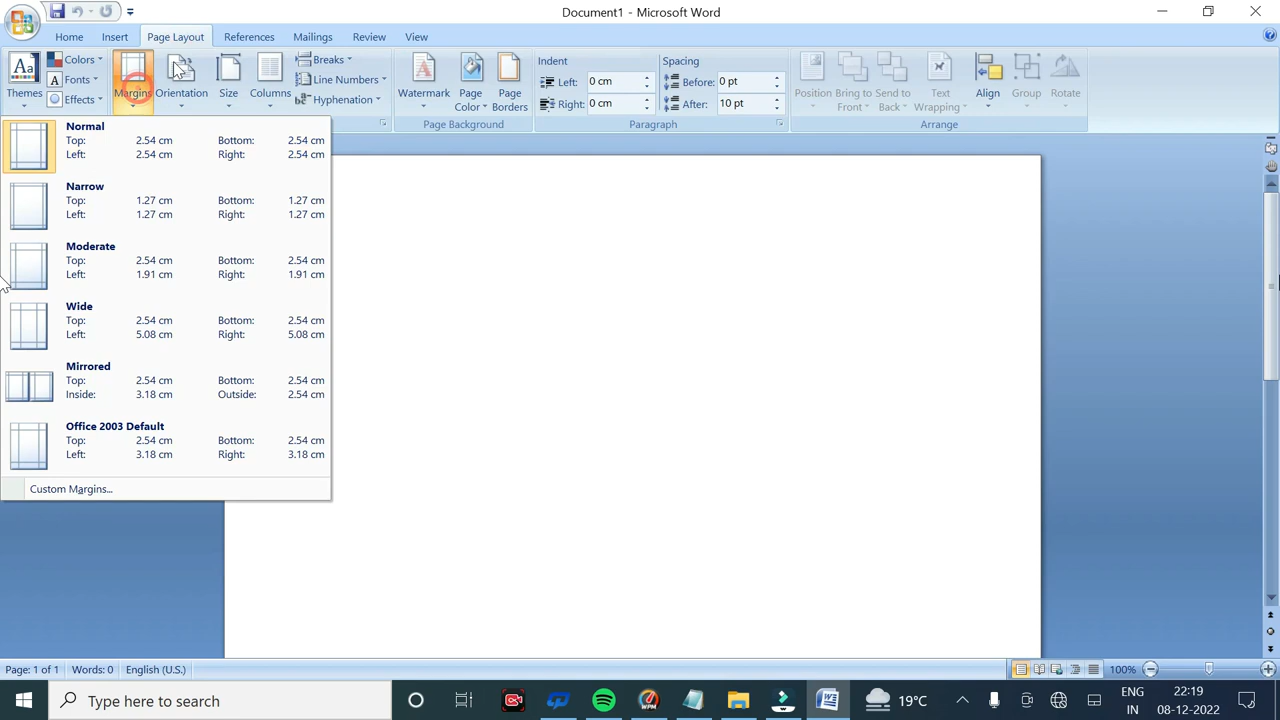 Document1 - Microsoft Word
Home Insert Page Layout References Mailings Review View
Aa Themes
Colors
A Fonts
Effects
Margins Orientation Size Columns
Breaks
Line Numbers
Hyphenation
Watermark Page Color Page Borders
Page Background
Indent
Left: 0 cm
Right: 0 cm
Spacing
Before: 0 pt
After: 10 pt
Paragraph
Position Bring to Front Send to Back Text Wrapping Align Group Rotate
Arrange
Normal
Top: 2.54 cm Bottom: 2.54 cm
Left: 2.54 cm Right: 2.54 cm
Narrow
Top: 1.27 cm Bottom: 1.27 cm
Left: 1.27 cm Right: 1.27 cm
Moderate
Top: 2.54 cm Bottom: 2.54 cm
Left: 1.91 cm Right: 1.91 cm
Wide
Top: 2.54 cm Bottom: 2.54 cm
Left: 5.08 cm Right: 5.08 cm
Mirrored
Top: 2.54 cm Bottom: 2.54 cm
Inside: 3.18 cm Outside: 2.54 cm
Office 2003 Default
Top: 2.54 cm Bottom: 2.54 cm
Left: 3.18 cm Right: 3.18 cm
Custom Margins...
Page: 1 of 1 Words: 0 English (U.S.) 100%
Type here to search
WPM
19°C
ENG
IN
22:19
08-12-2022